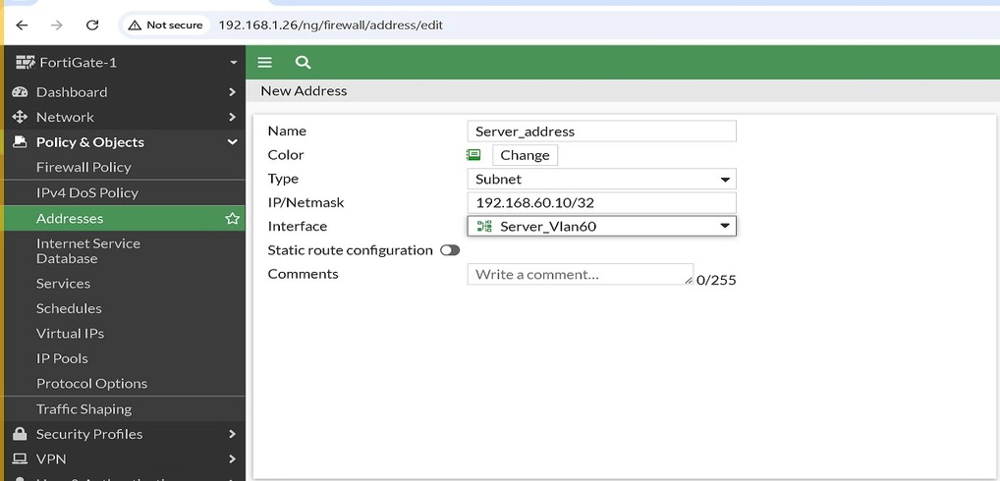 Not secure 192.168.1.26/ng/firewall/address/edit
FortiGate-1
Dashboard
Network
Policy & Objects
Firewall Policy
IPv4 DoS Policy
Addresses
Internet Service
Database
Services
Schedules
Virtual IPs
IP Pools
Protocol Options
Traffic Shaping
Security Profiles
VPN
New Address
Name Server_address
Color Change
Type Subnet
IP/Netmask 192.168.60.10/32
Interface Server_Vlan60
Static route configuration
Comments Write a comment... 0/255